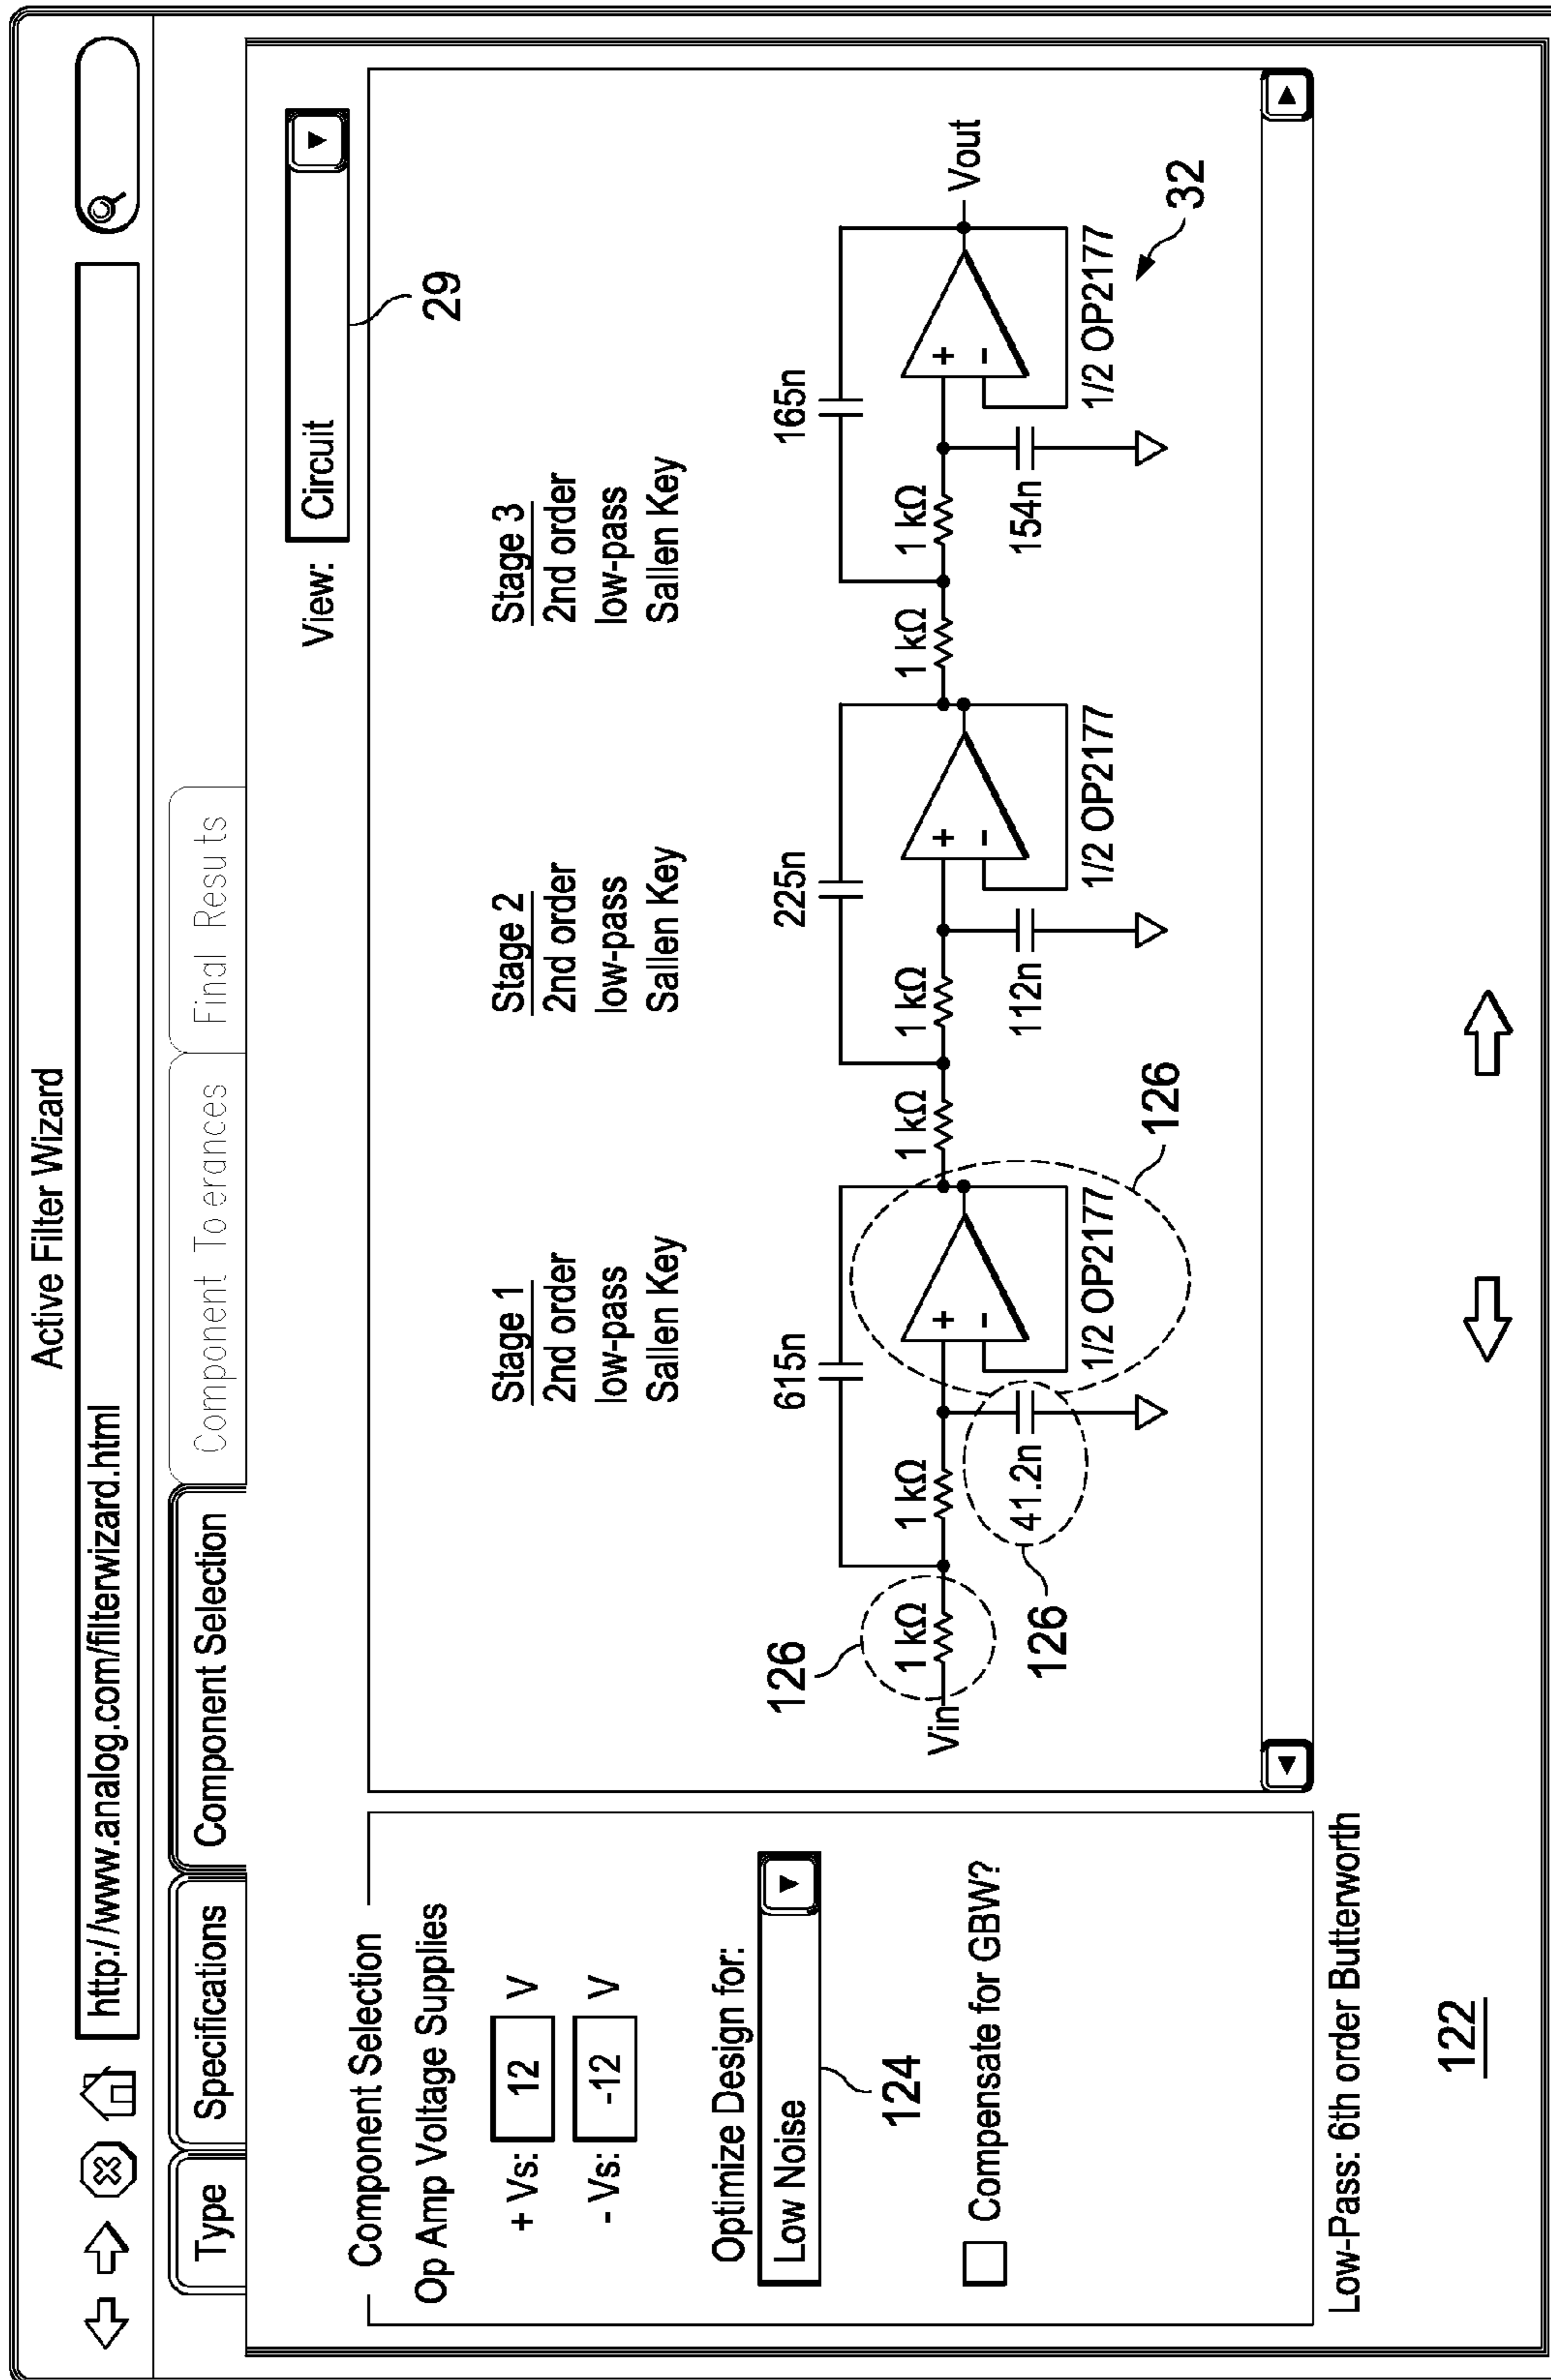 Active Filter Wizard
http://www.analog.com/filterwizard.html
Type
Specifications
Component Selection
Component To erances
Final Resu ts
Component Selection
Op Amp Voltage Supplies
+ Vs: 12 V
- Vs: -12 V
Optimize Design for:
Low Noise
124
Compensate for GBW?
View: Circuit
29
Stage 1
2nd order
low-pass
Sallen Key
Stage 2
2nd order
low-pass
Sallen Key
Stage 3
2nd order
low-pass
Sallen Key
615n
225n
165n
126
Vin
1 kΩ
1 kΩ
1 kΩ
1 kΩ
1 kΩ
1 kΩ
Vout
+
-
+
-
+
-
126
41.2n
112n
154n
1/2 OP2177
1/2 OP2177
1/2 OP2177
126
32
Low-Pass: 6th order Butterworth
122